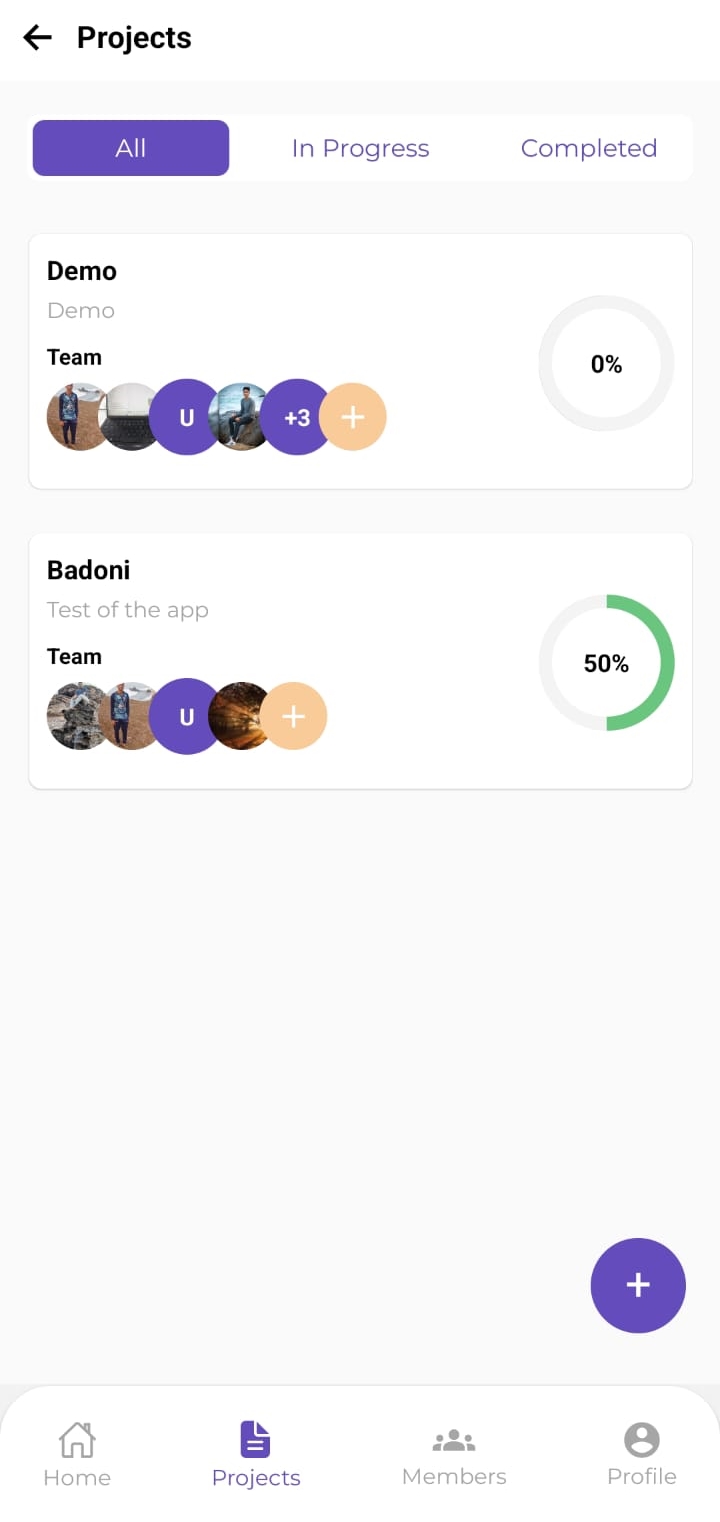 Projects
All In Progress Completed
Demo
Demo
Team
U +3 +
0%
Badoni
Test of the app
Team
U +
50%
+
Home Projects Members Profile